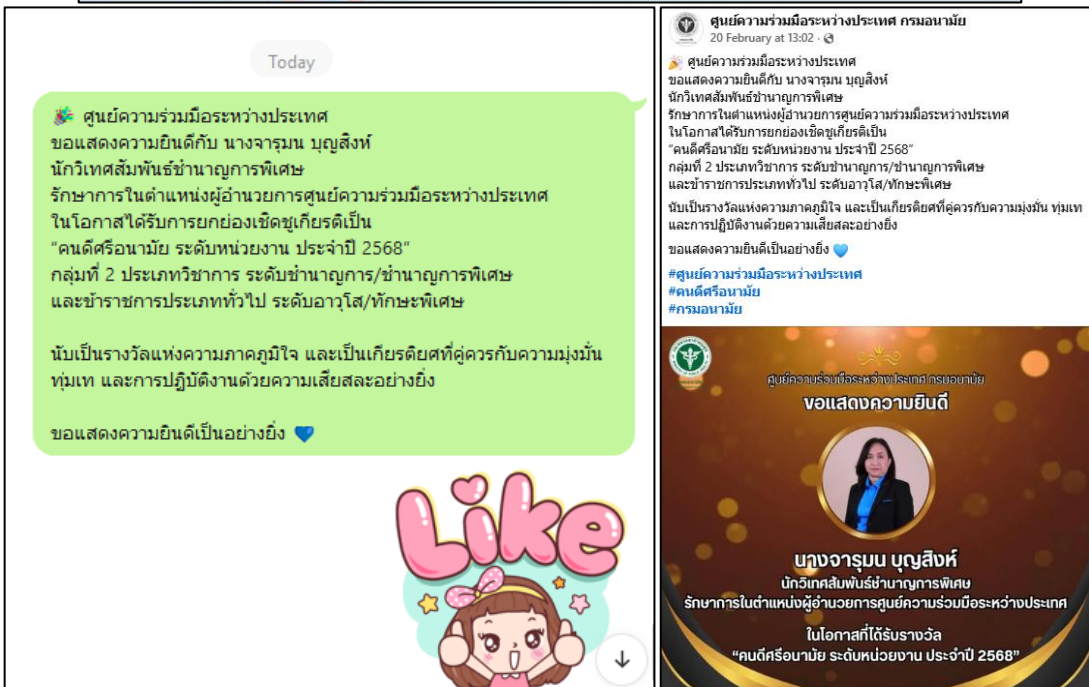 Today
🎉 ศูนย์ความร่วมมือระหว่างประเทศ
ขอแสดงความยินดีกับ นางจารุมน บุญสิงห์
นักวิเทศสัมพันธ์ชำนาญการพิเศษ
รักษาการในตำแหน่งผู้อำนวยการศูนย์ความร่วมมือระหว่างประเทศ
ในโอกาสได้รับการยกย่องเชิดชูเกียรติเป็น
“คนดีศรีอนามัย ระดับหน่วยงาน ประจำปี 2568”
กลุ่มที่ 2 ประเภทวิชาการ ระดับชำนาญการ/ชำนาญการพิเศษ
และข้าราชการประเภททั่วไป ระดับอาวุโส/ทักษะพิเศษ
นับเป็นรางวัลแห่งความภาคภูมิใจ และเป็นเกียรติยศที่คู่ควรกับความมุ่งมั่น
ทุ่มเท และการปฏิบัติงานด้วยความเสียสละอย่างยิ่ง
ขอแสดงความยินดีเป็นอย่างยิ่ง 💙
Like
ศูนย์ความร่วมมือระหว่างประเทศ กรมอนามัย
20 February at 13:02
🎉 ศูนย์ความร่วมมือระหว่างประเทศ
ขอแสดงความยินดีกับ นางจารุมน บุญสิงห์
นักวิเทศสัมพันธ์ชำนาญการพิเศษ
รักษาการในตำแหน่งผู้อำนวยการศูนย์ความร่วมมือระหว่างประเทศ
ในโอกาสได้รับการยกย่องเชิดชูเกียรติเป็น
“คนดีศรีอนามัย ระดับหน่วยงาน ประจำปี 2568”
กลุ่มที่ 2 ประเภทวิชาการ ระดับชำนาญการ/ชำนาญการพิเศษ
และข้าราชการประเภททั่วไป ระดับอาวุโส/ทักษะพิเศษ
นับเป็นรางวัลแห่งความภาคภูมิใจ และเป็นเกียรติยศที่คู่ควรกับความมุ่งมั่น ทุ่มเท
และการปฏิบัติงานด้วยความเสียสละอย่างยิ่ง
ขอแสดงความยินดีเป็นอย่างยิ่ง 💙
#ศูนย์ความร่วมมือระหว่างประเทศ
#คนดีศรีอนามัย
#กรมอนามัย
ศูนย์ความร่วมมือระหว่างประเทศ กรมอนามัย
ขอแสดงความยินดี
นางจารุมน บุญสิงห์
นักวิเทศสัมพันธ์ชำนาญการพิเศษ
รักษาการในตำแหน่งผู้อำนวยการศูนย์ความร่วมมือระหว่างประเทศ
ในโอกาสที่ได้รับรางวัล
“คนดีศรีอนามัย ระดับหน่วยงาน ประจำปี 2568”